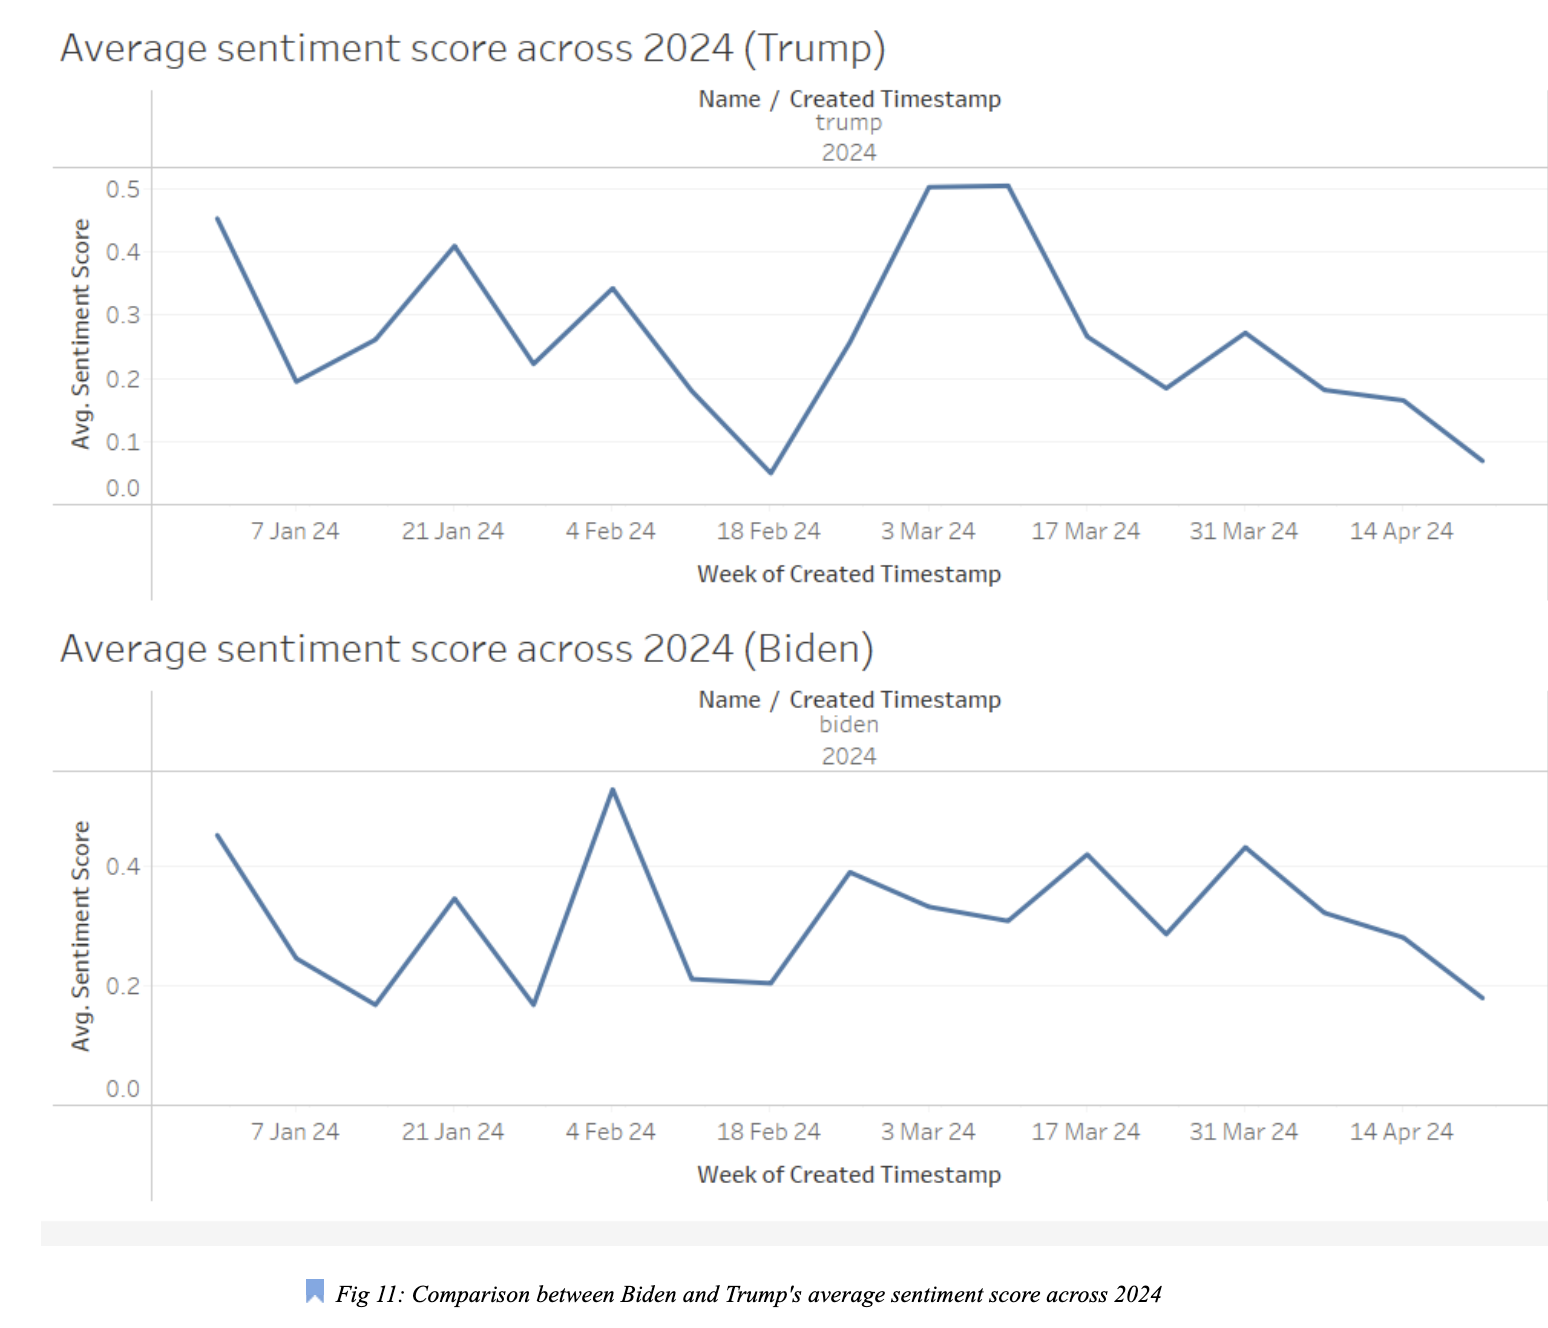 Average sentiment score across 2024 (Trump)
Name / Created Timestamp
trump
2024
Avg. Sentiment Score
0.5
0.4
0.3
0.2
0.1
0.0
7 Jan 24 21 Jan 24 4 Feb 24 18 Feb 24 3 Mar 24 17 Mar 24 31 Mar 24 14 Apr 24
Week of Created Timestamp
Average sentiment score across 2024 (Biden)
Name / Created Timestamp
biden
2024
Avg. Sentiment Score
0.4
0.2
0.0
7 Jan 24 21 Jan 24 4 Feb 24 18 Feb 24 3 Mar 24 17 Mar 24 31 Mar 24 14 Apr 24
Week of Created Timestamp
Fig 11: Comparison between Biden and Trump's average sentiment score across 2024